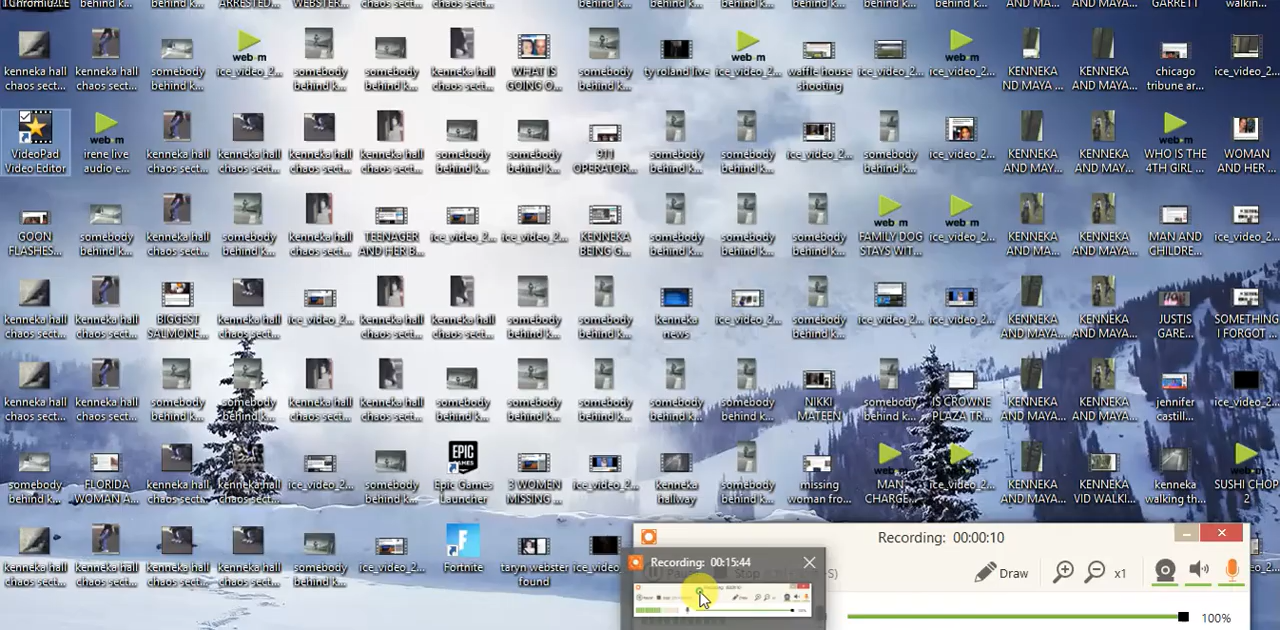 1Chromium.E behind k... ARRESTED... WEBSTER... chaos sect... behind k... behind k... behind k... behind k... AND MA... AND MAYA... GARRETT walkin...
kenneka hall kenneka hall somebody ice_video_2... somebody somebody kenneka hall WHAT IS somebody ty roland live ice_video_2... waffle house ice_video_2... ice_video_2... KENNEKA KENNEKA chicago ice_video_2...
chaos sect... chaos sect... behind k... behind k... behind k... chaos sect... GOING O... behind k... shooting ND MAYA ... AND MAYA... tribune ar...
web m
VideoPad irene live kenneka hall kenneka hall kenneka hall kenneka hall somebody somebody 911 somebody somebody ice_video_2... somebody ice_video_2... KENNEKA KENNEKA WHO IS THE WOMAN
Video Editor audio e... chaos sect... chaos sect... chaos sect... chaos sect... behind k... behind k... OPERATOR... behind k... behind k... behind k... AND MAYA... AND MAYA... 4TH GIRL ... AND HER ...
GOON somebody kenneka hall somebody kenneka hall TEENAGER ice_video_2... ice_video_2... KENNEKA somebody somebody somebody FAMILY DOG ice_video_2... KENNEKA KENNEKA MAN AND ice_video_2...
FLASHES... behind k... chaos sect... behind k... chaos sect... AND HER B... BEING G... behind k... behind k... behind k... STAYS WIT... AND MA... AND MAYA... CHILDRE...
kenneka hall kenneka hall BIGGEST kenneka hall ice_video_2... kenneka hall kenneka hall somebody somebody kenneka ice_video_2... somebody ice_video_2... ice_video_2... KENNEKA KENNEKA JUSTIS SOMETHING
chaos sect... chaos sect... SALMONE... chaos sect... chaos sect... chaos sect... behind k... behind k... news behind k... AND MAYA... AND MAYA... GARE... I FORGOT ...
kenneka hall kenneka hall somebody somebody kenneka hall kenneka hall somebody somebody somebody somebody somebody NIKKI somebody IS CROWNE KENNEKA KENNEKA jennifer ice_video_2...
chaos sect... chaos sect... behind k... behind k... chaos sect... chaos sect... behind k... behind k... behind k... behind k... behind k... MATEEN behind k... PLAZA TR... AND MAYA... AND MAYA... castill...
EPIC GAMES
somebody FLORIDA kenneka hall kenneka hall ice_video_2... somebody Epic Games 3 WOMEN ice_video_2... kenneka somebody missing MAN ice_video_2... KENNEKA KENNEKA kenneka SUSHI CHOP
behind k... WOMAN A... chaos sect... chaos sect... behind k... Launcher MISSING ... hallway behind k... woman fro... CHARGE... AND MAYA... VID WALKI... walking th... 2
kenneka hall kenneka hall kenneka hall kenneka hall somebody ice_video_2... Fortnite taryn webster ice_video_2...
chaos sect... chaos sect... chaos sect... chaos sect... behind k... found
Recording: 00:00:10
Recording: 00:15:44
Draw x1
100%